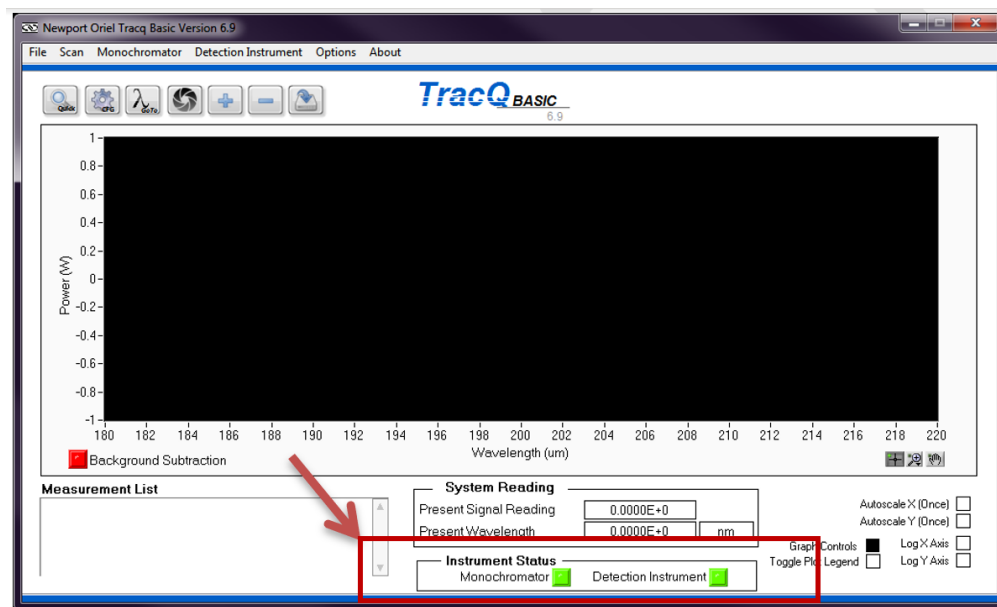 Newport Oriel Tracq Basic Version 6.9
File Scan Monochromator Detection Instrument Options About
Quick CFG λ GoTo
TracQ BASIC
6.9
1
0.8
0.6
0.4
0.2
0
-0.2
-0.4
-0.6
-0.8
-1
Power (W)
180 182 184 186 188 190 192 194 196 198 200 202 204 206 208 210 212 214 216 218 220
Wavelength (um)
Background Subtraction
Measurement List
System Reading
Present Signal Reading 0.0000E+0
Present Wavelength 0.0000E+0 nm
Instrument Status
Monochromator Detection Instrument
Autoscale X (Once)
Autoscale Y (Once)
Graph Controls Log X Axis
Toggle Plot Legend Log Y Axis